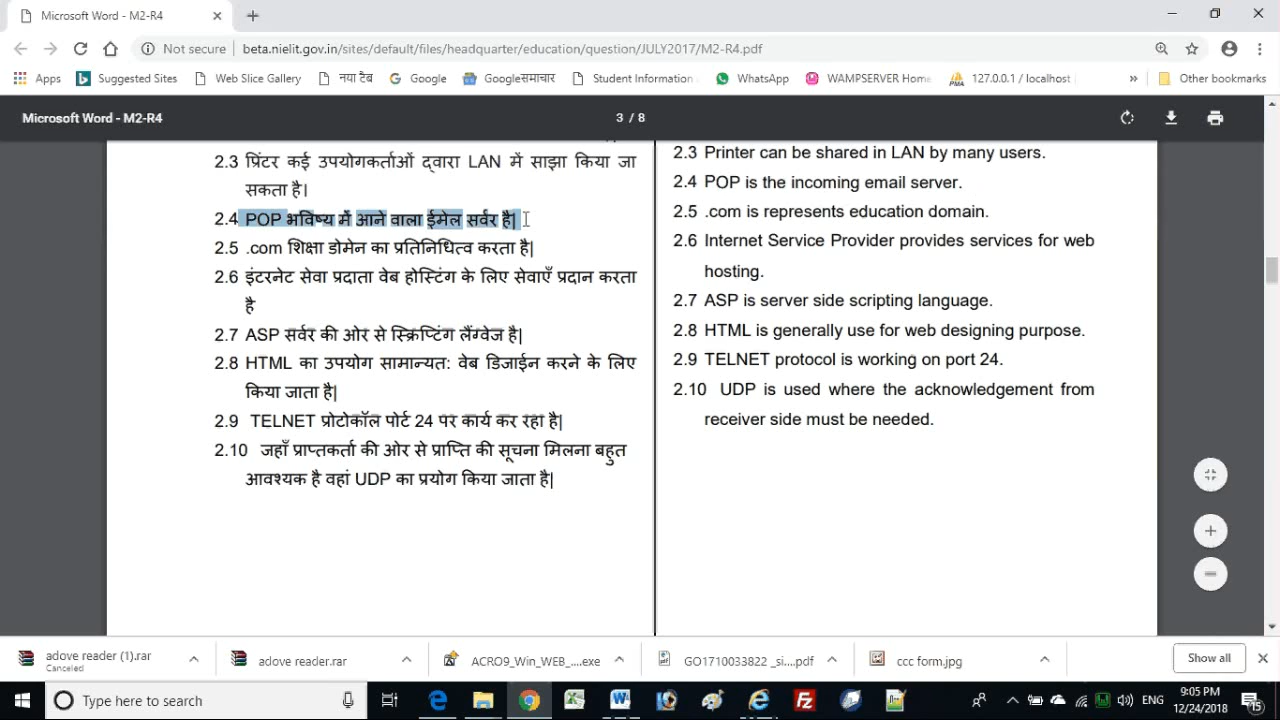 Microsoft Word - M2-R4
Not secure | beta.nielit.gov.in/sites/default/files/headquarter/education/question/JULY2017/M2-R4.pdf
Apps Suggested Sites Web Slice Gallery नया टैब Google Googleसमाचार Student Information WhatsApp WAMPSERVER Home 127.0.0.1 / localhost » Other bookmarks
Microsoft Word - M2-R4 3 / 8
2.3 प्रिंटर कई उपयोगकर्ताओं द्वारा LAN में साझा किया जा
सकता है।
2.4 POP भविष्य में आने वाला ईमेल सर्वर है|
2.5 .com शिक्षा डोमेन का प्रतिनिधित्व करता है|
2.6 इंटरनेट सेवा प्रदाता वेब होस्टिंग के लिए सेवाएँ प्रदान करता
है
2.7 ASP सर्वर की ओर से स्क्रिप्टिंग लैंग्वेज है|
2.8 HTML का उपयोग सामान्यत: वेब डिजाईन करने के लिए
किया जाता है|
2.9 TELNET प्रोटोकॉल पोर्ट 24 पर कार्य कर रहा है|
2.10 जहाँ प्राप्तकर्ता की ओर से प्राप्ति की सूचना मिलना बहुत
आवश्यक है वहां UDP का प्रयोग किया जाता है|
2.3 Printer can be shared in LAN by many users.
2.4 POP is the incoming email server.
2.5 .com is represents education domain.
2.6 Internet Service Provider provides services for web
hosting.
2.7 ASP is server side scripting language.
2.8 HTML is generally use for web designing purpose.
2.9 TELNET protocol is working on port 24.
2.10 UDP is used where the acknowledgement from
receiver side must be needed.
adove reader (1).rar
Canceled
adove reader.rar
ACRO9_Win_WEB_....exe
GO1710033822 _si....pdf
ccc form.jpg
Show all
Type here to search
ENG
9:05 PM
12/24/2018
15